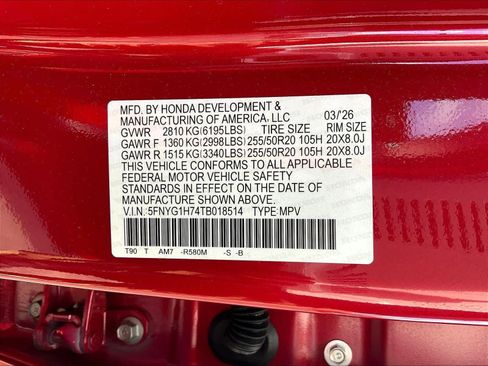 MFD. BY HONDA DEVELOPMENT &
MANUFACTURING OF AMERICA, LLC 03/'26
GVWR 2810 KG(6195LBS) TIRE SIZE RIM SIZE
GAWR F 1360 KG(2998LBS) 255/50R20 105H 20X8.0J
GAWR R 1515 KG(3340LBS) 255/50R20 105H 20X8.0J
THIS VEHICLE CONFORMS TO ALL APPLICABLE
FEDERAL MOTOR VEHICLE SAFETY
STANDARDS IN EFFECT ON THE DATE OF
MANUFACTURE SHOWN ABOVE.
V.I.N. 5FNYG1H74TB018514 TYPE: MPV
T90 T AM7 -R580M -S -B